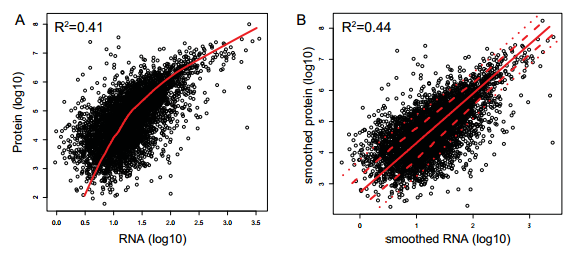 A
R²=0.41
Protein (log10)
8
7
6
5
4
3
2
0.0 0.5 1.0 1.5 2.0 2.5 3.0 3.5
RNA (log10)
B
R²=0.44
smoothed protein (log10)
8
7
6
5
4
3
0 1 2 3
smoothed RNA (log10)